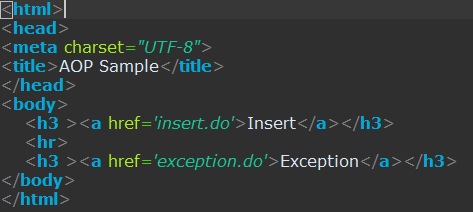 <html>
<head>
<meta charset="UTF-8">
<title>AOP Sample</title>
</head>
<body>
    <h3 ><a href='insert.do'>Insert</a></h3>
    <hr>
    <h3 ><a href='exception.do'>Exception</a></h3>
</body>
</html>